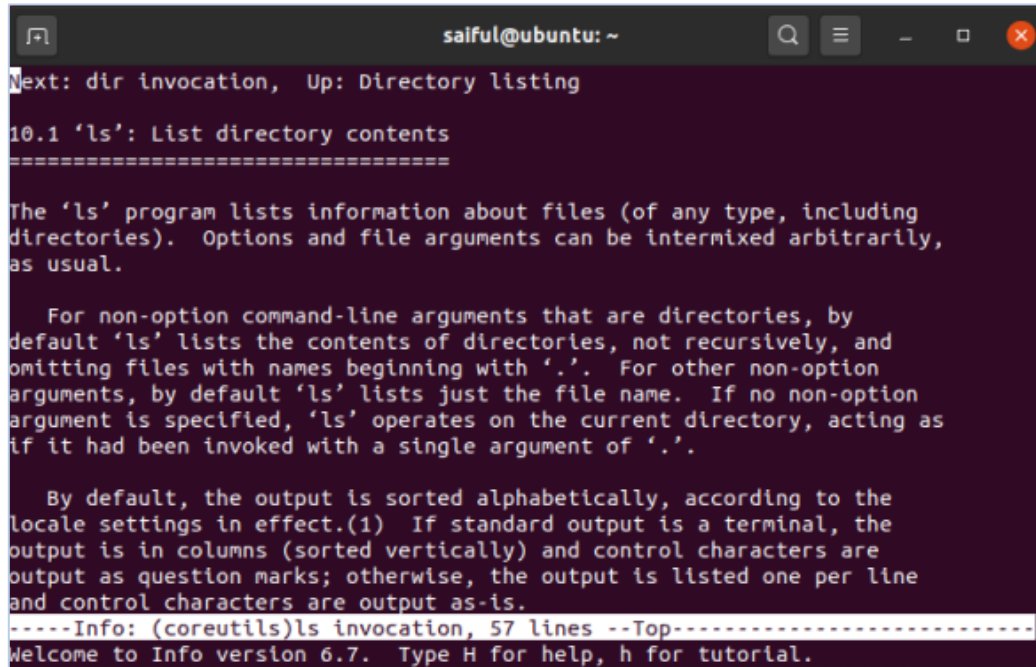 saiful@ubuntu: ~
Next: dir invocation,  Up: Directory listing
10.1 ‘ls’: List directory contents
==================================
The ‘ls’ program lists information about files (of any type, including
directories).  Options and file arguments can be intermixed arbitrarily,
as usual.
   For non-option command-line arguments that are directories, by
default ‘ls’ lists the contents of directories, not recursively, and
omitting files with names beginning with ‘.’.  For other non-option
arguments, by default ‘ls’ lists just the file name.  If no non-option
argument is specified, ‘ls’ operates on the current directory, acting as
if it had been invoked with a single argument of ‘.’.
   By default, the output is sorted alphabetically, according to the
locale settings in effect.(1)  If standard output is a terminal, the
output is in columns (sorted vertically) and control characters are
output as question marks; otherwise, the output is listed one per line
and control characters are output as-is.
-----Info: (coreutils)ls invocation, 57 lines --Top-----------------------------
Welcome to Info version 6.7.  Type H for help, h for tutorial.